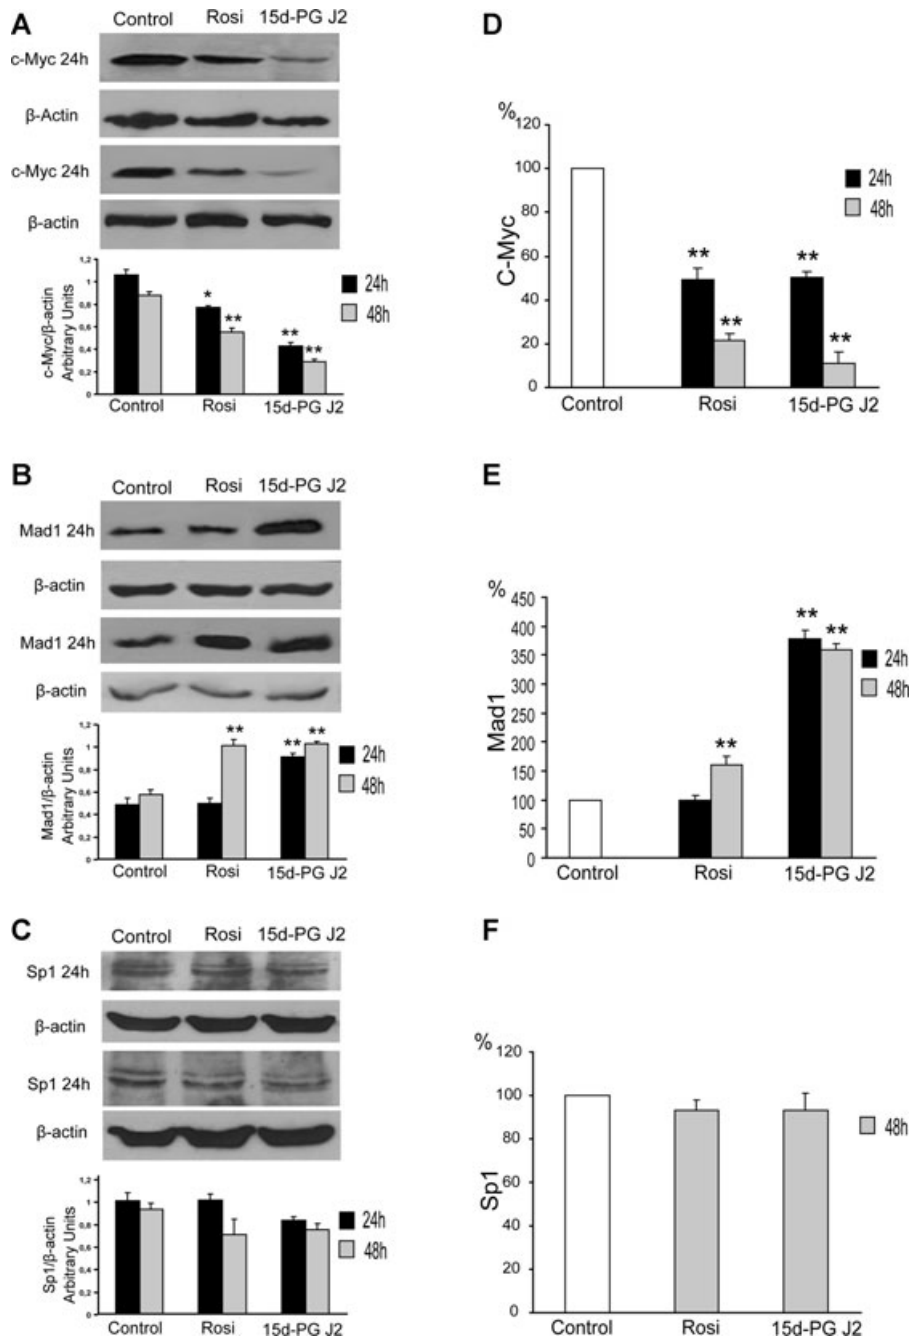 A
Control Rosi 15d-PG J2
c-Myc 24h
β-Actin
c-Myc 24h
β-actin
c-Myc/β-actin
Arbitrary Units
1,2
1
0,8
0,6
0,4
0,2
0
* ** ** **
24h
48h
Control Rosi 15d-PG J2
D
%
C-Myc
120
100
80
60
40
20
0
** ** ** **
24h
48h
Control Rosi 15d-PG J2
B
Control Rosi 15d-PG J2
Mad1 24h
β-actin
Mad1 24h
β-actin
Mad1/β-actin
Arbitrary Units
1,2
1
0,8
0,6
0,4
0,2
0
** ** **
24h
48h
Control Rosi 15d-PG J2
E
%
Mad1
450
400
350
300
250
200
150
100
50
0
** ** **
24h
48h
Control Rosi 15d-PG J2
C
Control Rosi 15d-PG J2
Sp1 24h
β-actin
Sp1 24h
β-actin
Sp1/β-actin
Arbitrary Units
1,2
1
0,8
0,6
0,4
0,2
0
24h
48h
Control Rosi 15d-PG J2
F
%
Sp1
120
100
80
60
40
20
0
48h
Control Rosi 15d-PG J2